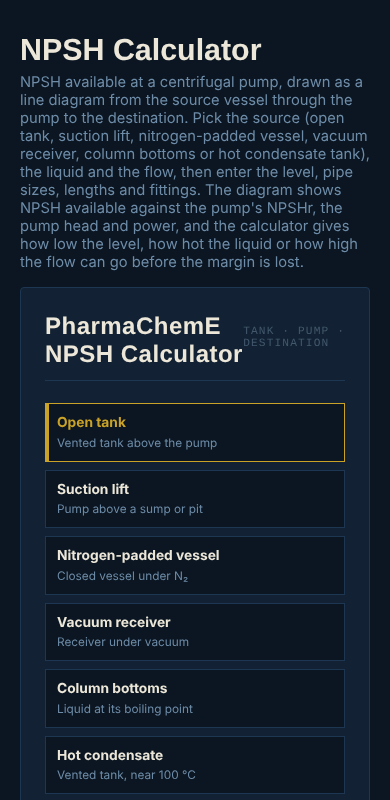 NPSH Calculator
NPSH available at a centrifugal pump, drawn as a
line diagram from the source vessel through the
pump to the destination. Pick the source (open
tank, suction lift, nitrogen-padded vessel, vacuum
receiver, column bottoms or hot condensate tank),
the liquid and the flow, then enter the level, pipe
sizes, lengths and fittings. The diagram shows
NPSH available against the pump's NPSHr, the
pump head and power, and the calculator gives
how low the level, how hot the liquid or how high
the flow can go before the margin is lost.
PharmaChemE
NPSH Calculator
TANK · PUMP ·
DESTINATION
Open tank
Vented tank above the pump
Suction lift
Pump above a sump or pit
Nitrogen-padded vessel
Closed vessel under N₂
Vacuum receiver
Receiver under vacuum
Column bottoms
Liquid at its boiling point
Hot condensate
Vented tank, near 100 °C